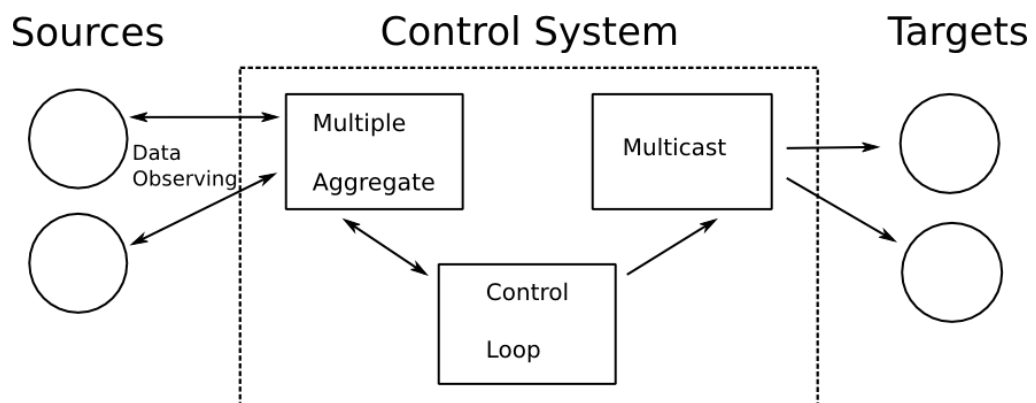 Sources
Control System
Targets
Multiple
Aggregate
Multicast
Data
Observing
Control
Loop